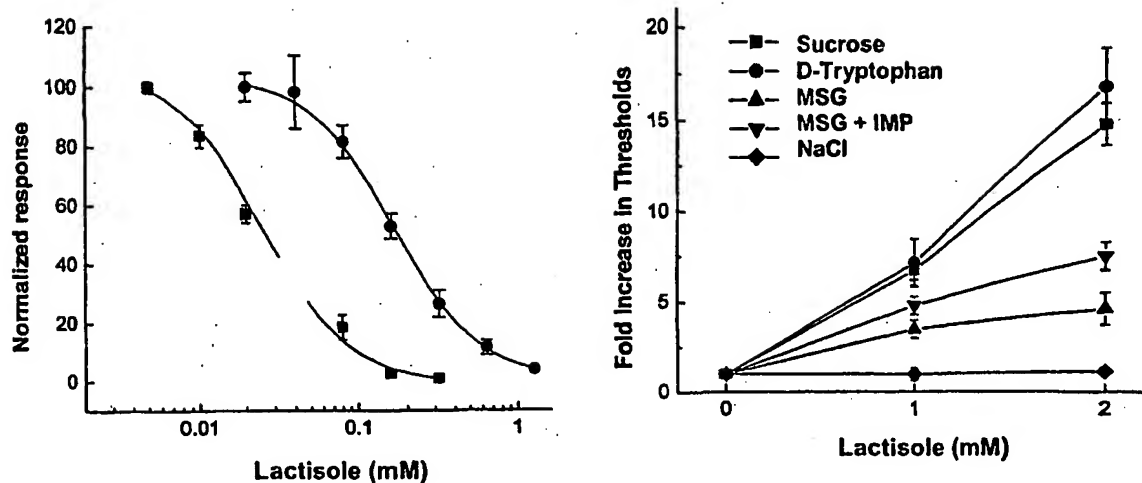 Normalized response
120
100
80
60
40
20
0
0.01
0.1
1
Lactisole (mM)
Fold Increase in Thresholds
20
15
10
5
0
Sucrose
D-Tryptophan
MSG
MSG + IMP
NaCl
0
1
2
Lactisole (mM)